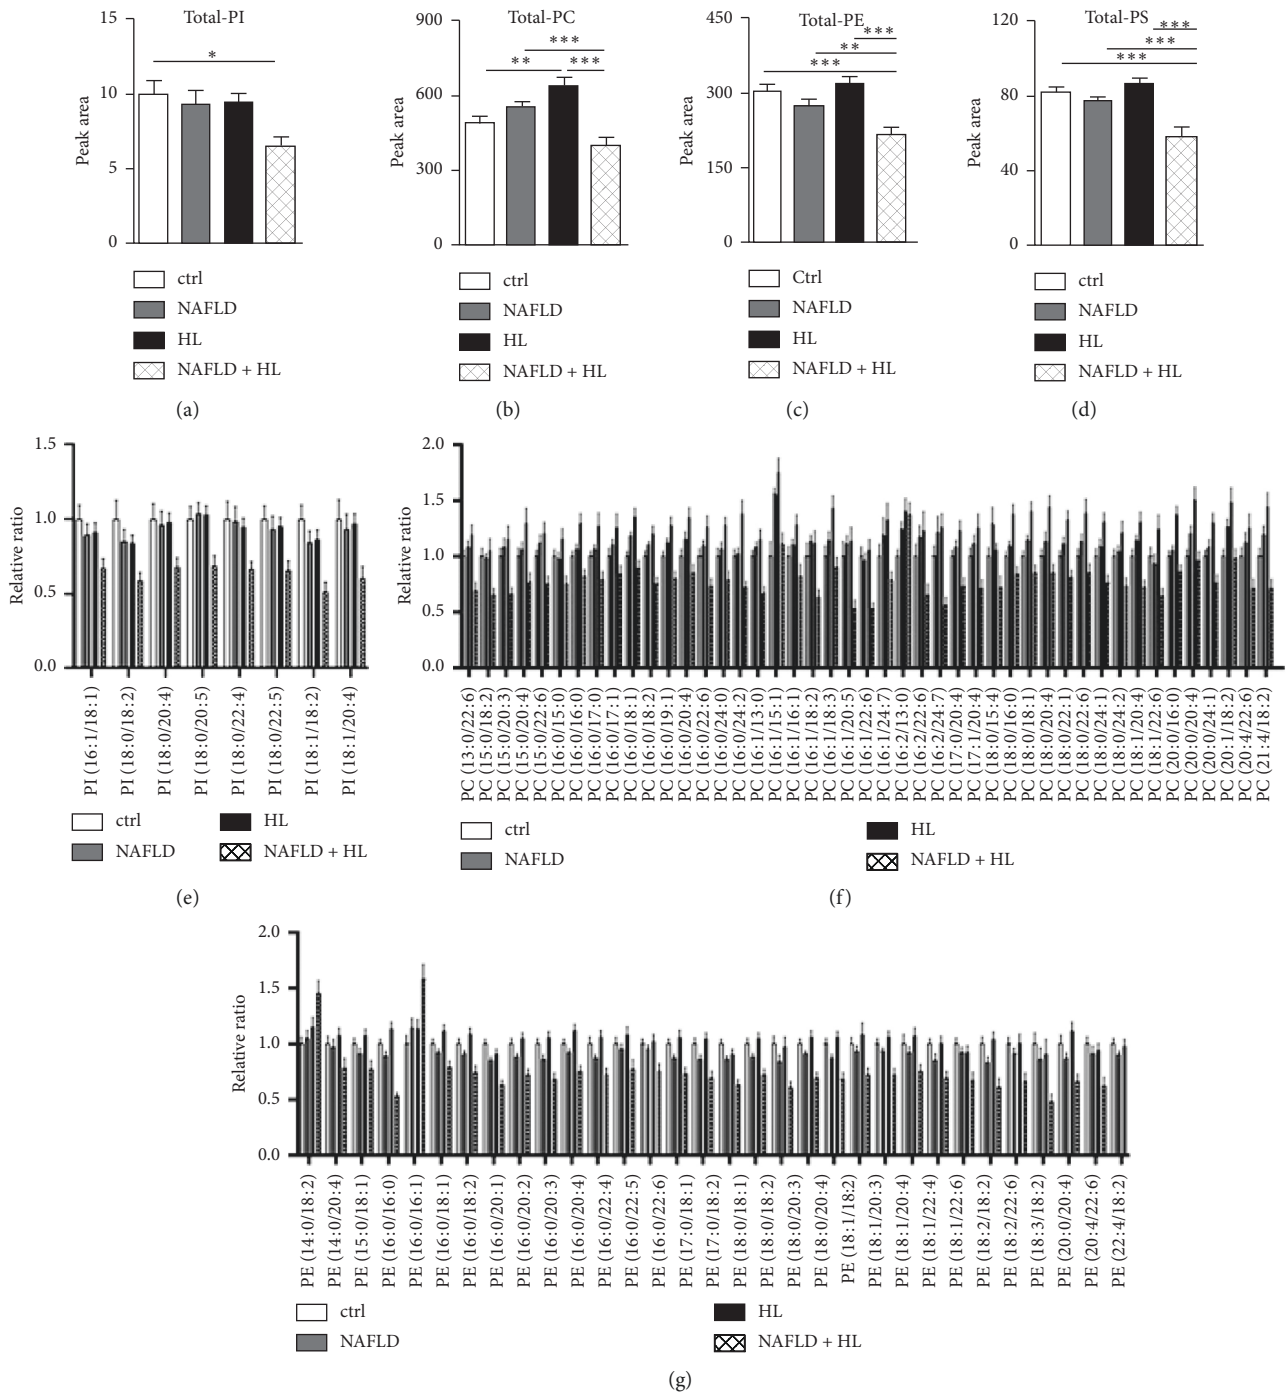 Total-PI
15
10
5
0
Peak area
*
ctrl
NAFLD
HL
NAFLD + HL
(a)
Total-PC
900
600
300
0
Peak area
***
** ***
ctrl
NAFLD
HL
NAFLD + HL
(b)
Total-PE
450
300
150
0
Peak area
***
**
***
Ctrl
NAFLD
HL
NAFLD + HL
(c)
Total-PS
120
80
40
0
Peak area
***
***
***
ctrl
NAFLD
HL
NAFLD + HL
(d)
1.5
1.0
0.5
0.0
Relative ratio
PI (16:1/18:1)
PI (18:0/18:2)
PI (18:0/20:4)
PI (18:0/20:5)
PI (18:0/22:4)
PI (18:0/22:5)
PI (18:1/18:2)
PI (18:1/20:4)
ctrl
NAFLD
HL
NAFLD + HL
(e)
2.0
1.5
1.0
0.5
0.0
Relative ratio
PC (13:0/22:6)
PC (15:0/18:2)
PC (15:0/20:3)
PC (15:0/20:4)
PC (15:0/22:6)
PC (16:0/15:0)
PC (16:0/16:0)
PC (16:0/17:0)
PC (16:0/17:1)
PC (16:0/18:1)
PC (16:0/18:2)
PC (16:0/19:1)
PC (16:0/20:4)
PC (16:0/22:6)
PC (16:0/24:0)
PC (16:0/24:2)
PC (16:1/13:0)
PC (16:1/15:1)
PC (16:1/16:1)
PC (16:1/18:2)
PC (16:1/18:3)
PC (16:1/20:5)
PC (16:1/22:6)
PC (16:1/24:7)
PC (16:2/13:0)
PC (16:2/22:6)
PC (16:2/24:7)
PC (17:0/20:4)
PC (17:1/20:4)
PC (18:0/15:4)
PC (18:0/16:0)
PC (18:0/18:1)
PC (18:0/20:4)
PC (18:0/22:1)
PC (18:0/22:6)
PC (18:0/24:1)
PC (18:0/24:2)
PC (18:1/20:4)
PC (18:1/22:6)
PC (20:0/16:0)
PC (20:0/20:4)
PC (20:0/24:1)
PC (20:1/18:2)
PC (20:4/22:6)
PC (21:4/18:2)
ctrl
NAFLD
HL
NAFLD + HL
(f)
2.0
1.5
1.0
0.5
0.0
Relative ratio
PE (14:0/18:2)
PE (14:0/20:4)
PE (15:0/18:1)
PE (16:0/16:0)
PE (16:0/16:1)
PE (16:0/18:1)
PE (16:0/18:2)
PE (16:0/20:1)
PE (16:0/20:2)
PE (16:0/20:3)
PE (16:0/20:4)
PE (16:0/22:4)
PE (16:0/22:5)
PE (16:0/22:6)
PE (17:0/18:1)
PE (17:0/18:2)
PE (18:0/18:1)
PE (18:0/18:2)
PE (18:0/20:3)
PE (18:0/20:4)
PE (18:1/18:2)
PE (18:1/20:3)
PE (18:1/20:4)
PE (18:1/22:4)
PE (18:1/22:6)
PE (18:2/18:2)
PE (18:2/22:6)
PE (18:3/18:2)
PE (20:0/20:4)
PE (20:4/22:6)
PE (22:4/18:2)
ctrl
NAFLD
HL
NAFLD + HL
(g)